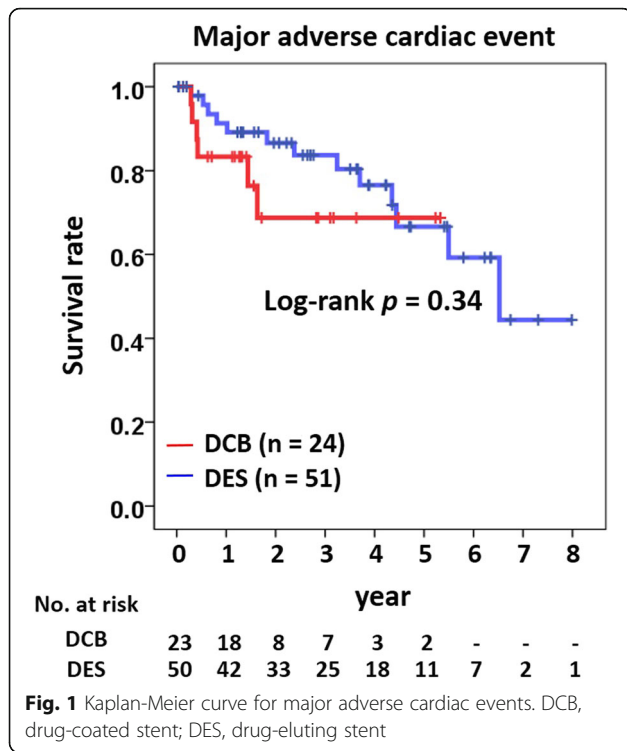 Major adverse cardiac event
1.0
0.8
0.6
0.4
0.2
0.0
Survival rate
Log-rank p = 0.34
DCB (n = 24)
DES (n = 51)
0 1 2 3 4 5 6 7 8
year
No. at risk
DCB 23 18 8 7 3 2 - - -
DES 50 42 33 25 18 11 7 2 1
Fig. 1 Kaplan-Meier curve for major adverse cardiac events. DCB,
drug-coated stent; DES, drug-eluting stent